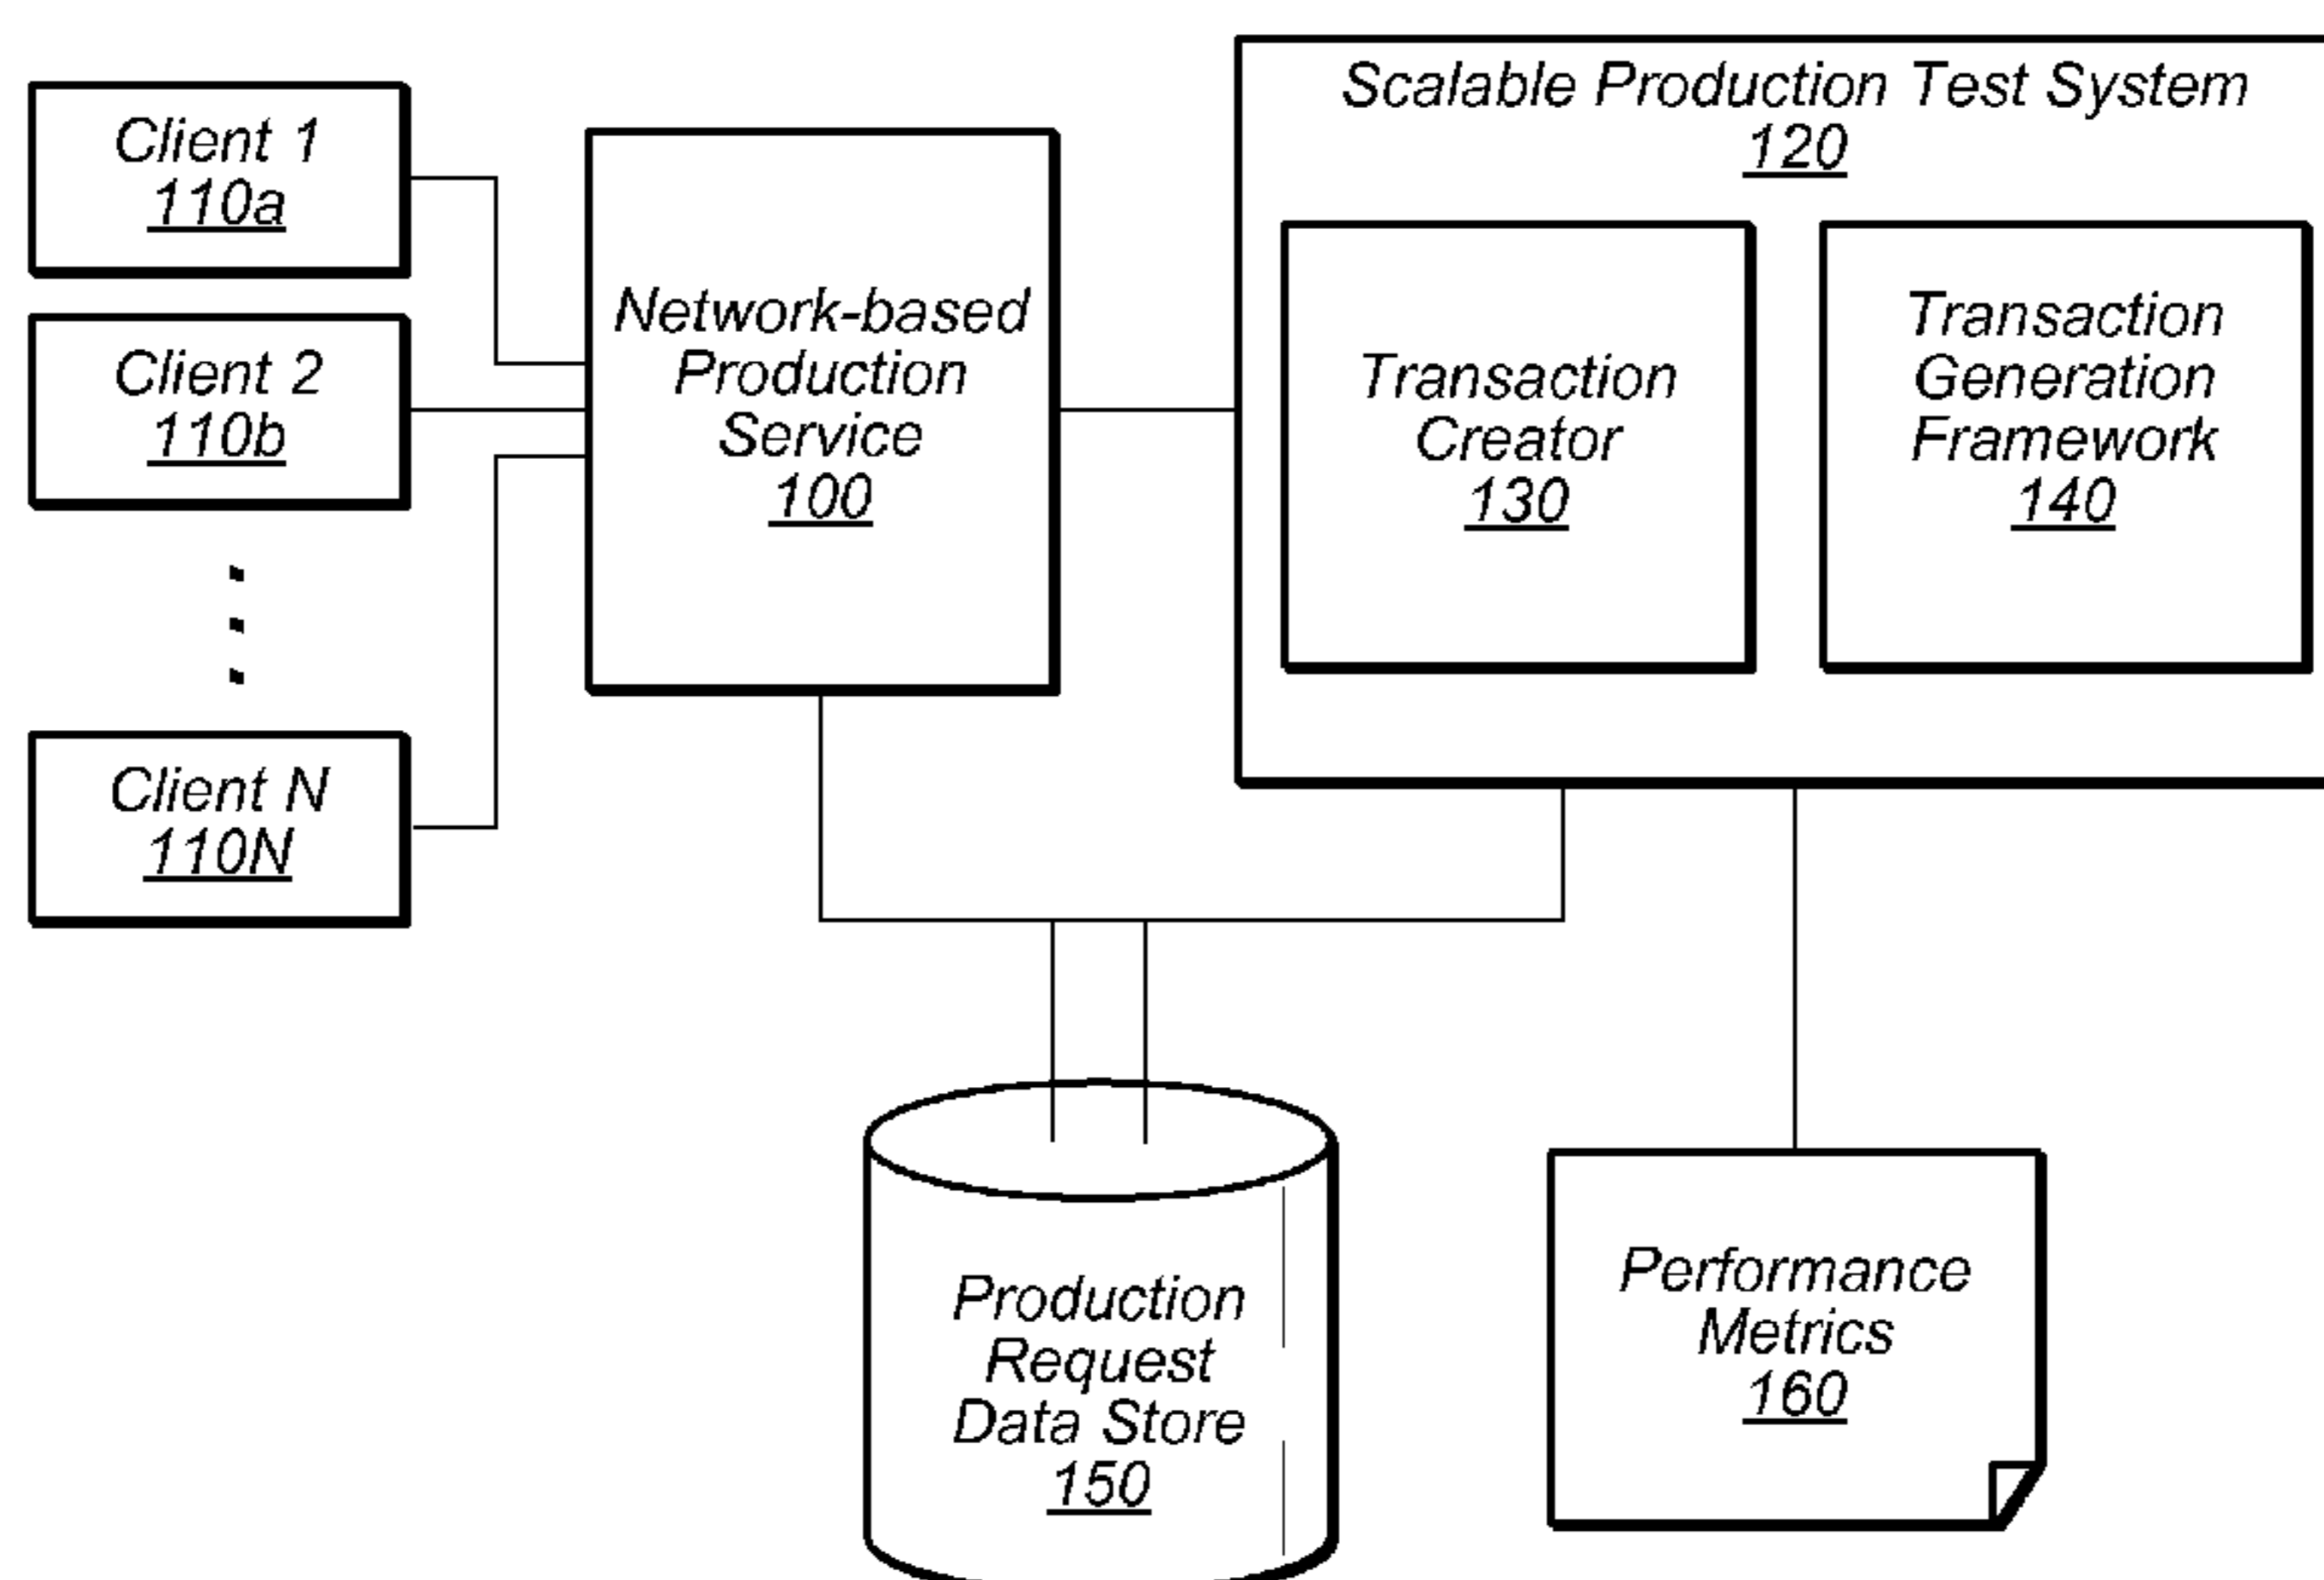 Client 1
110a
Client 2
110b
Client N
110N
Network-based
Production
Service
100
Scalable Production Test System
120
Transaction
Creator
130
Transaction
Generation
Framework
140
Production
Request
Data Store
150
Performance
Metrics
160